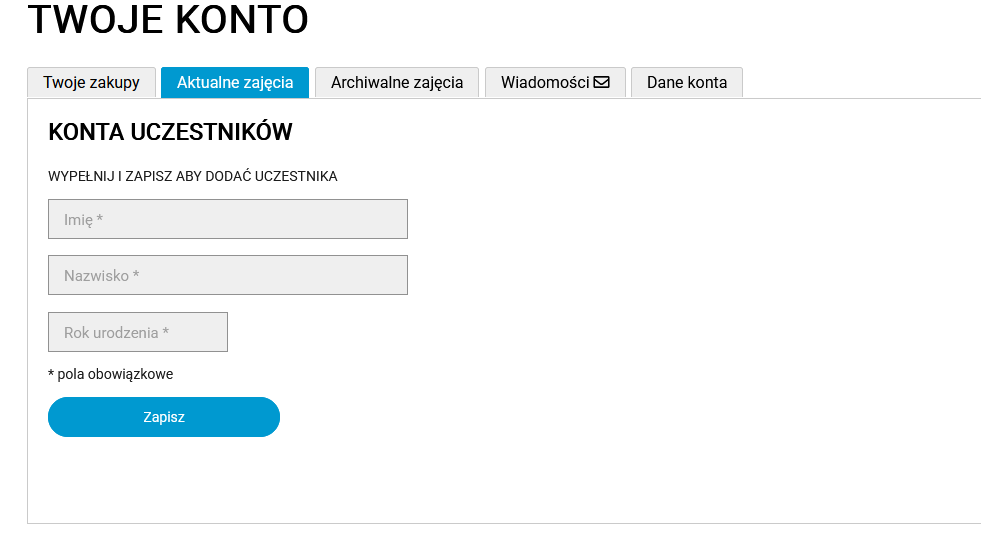 TWOJE KONTO
Twoje zakupy Aktualne zajęcia Archiwalne zajęcia Wiadomości Dane konta
KONTA UCZESTNIKÓW
WYPEŁNIJ I ZAPISZ ABY DODAĆ UCZESTNIKA
Imię *
Nazwisko *
Rok urodzenia *
* pola obowiązkowe
Zapisz